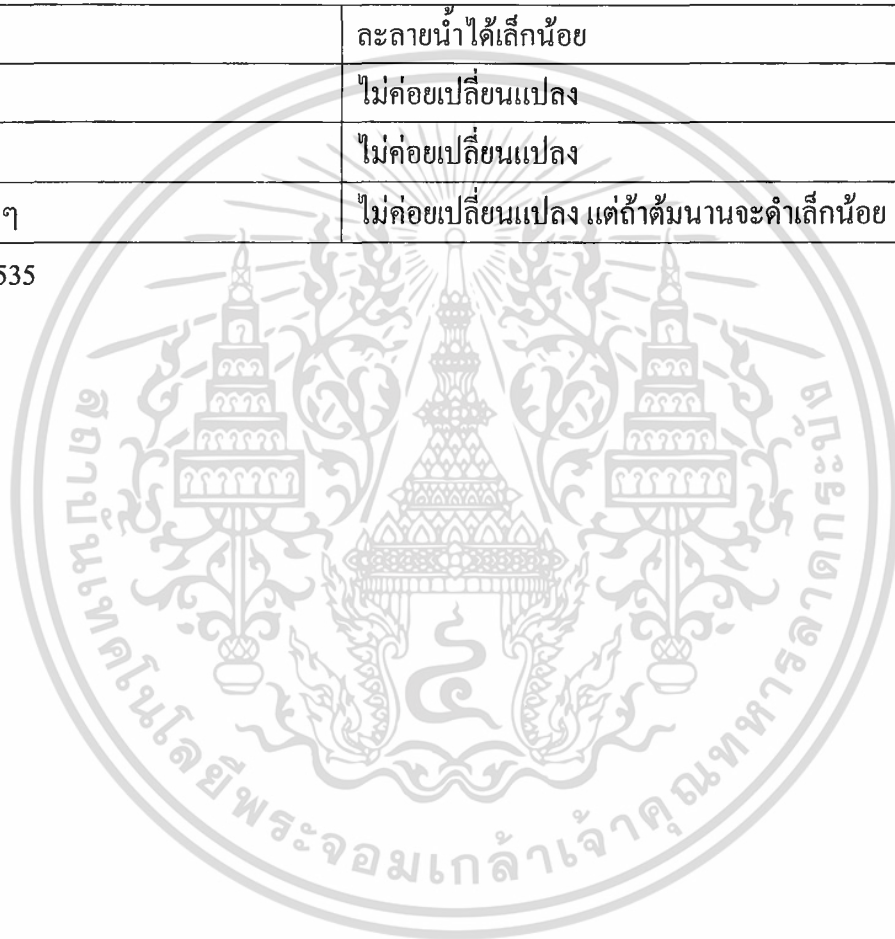 ละลายน้ำได้เล็กน้อย
ไม่ค่อยเปลี่ยนแปลง
ไม่ค่อยเปลี่ยนแปลง
ๆ ไม่ค่อยเปลี่ยนแปลง แต่ถ้าต้มนานจะดำเล็กน้อย
535
สถาบันเทคโนโลยีพระจอมเกล้าเจ้าคุณทหารลาดกระบัง